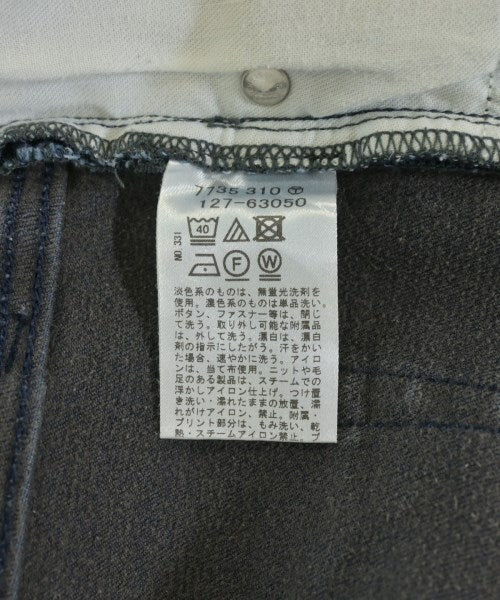 7735 310
127-63050
NO 331
40
F W
淡色系のものは、無蛍光洗剤を
使用。濃色系のものは単品洗い。
ボタン、ファスナー等は、閉じ
て洗う。取り外し可能な附属品
は、外して洗う。漂白は、漂白
剤の指示にしたがう。汗をかい
た場合、速やかに洗う。アイロ
ンは、当て布使用。ニットや毛
足のある製品は、スチームでの
浮かしアイロン仕上げ。つけ置
き洗い・濡れたままの放置、濡
れがけアイロン、禁止。附属・
プリント部分は、もみ洗い、乾
熱・スチームアイロン禁止。プ